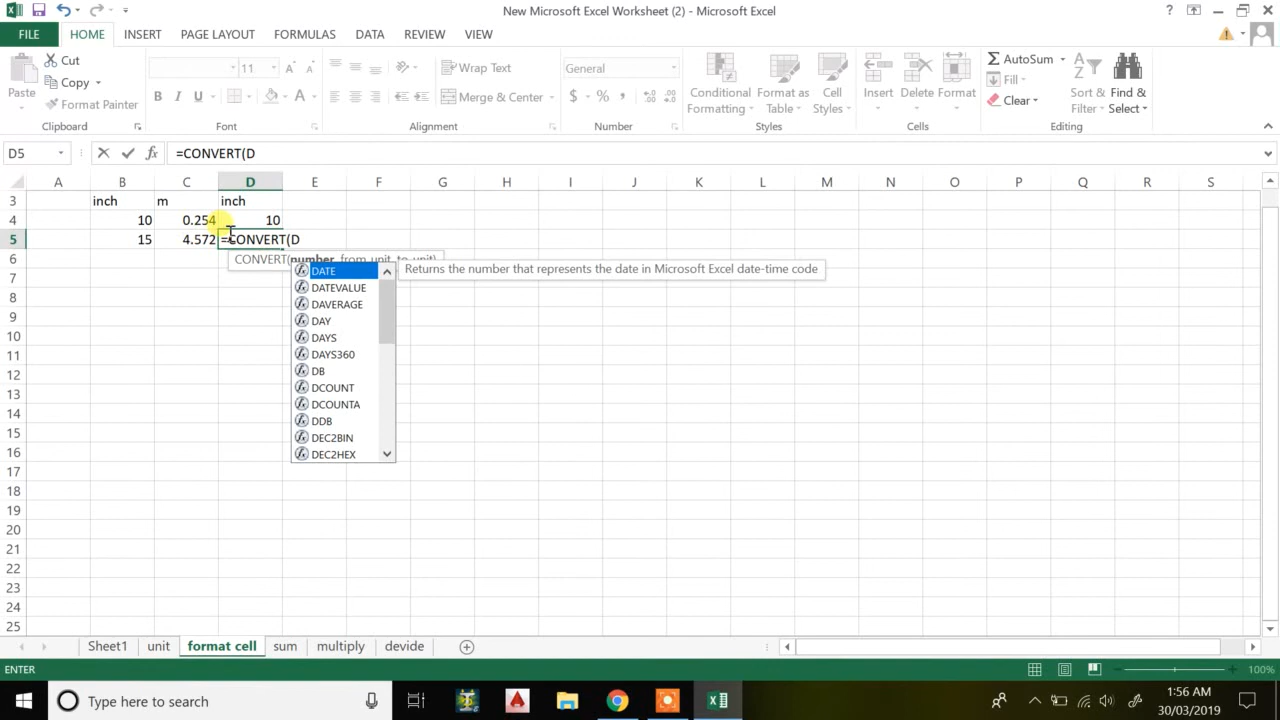 New Microsoft Excel Worksheet (2) - Microsoft Excel
FILE HOME INSERT PAGE LAYOUT FORMULAS DATA REVIEW VIEW
Paste
Cut
Copy
Format Painter
Clipboard
11
A A
B I U A
Font
Wrap Text
Merge & Center
Alignment
General
$ % ,
Number
Conditional Formatting
Format as Table
Cell Styles
Styles
Insert Delete Format
Cells
AutoSum
Fill
Clear
Sort & Filter
Find & Select
Editing
D5 fx =CONVERT(D
A B C D E F G H I J K L M N O P Q R S
3 inch m inch
4 10 0.254 10
5 15 4.572 =CONVERT(D
6 CONVERT(number, from_unit, to_unit)
DATE Returns the number that represents the date in Microsoft Excel date-time code
7 DATEVALUE
8 DAVERAGE
9 DAY
10 DAYS
11 DAYS360
12 DB
13 DCOUNT
14 DCOUNTA
DDB
15 DEC2BIN
16 DEC2HEX
17
18
19
20
21
22
23
24
25
Sheet1 unit format cell sum multiply devide
ENTER 100%
Type here to search
1:56 AM
30/03/2019